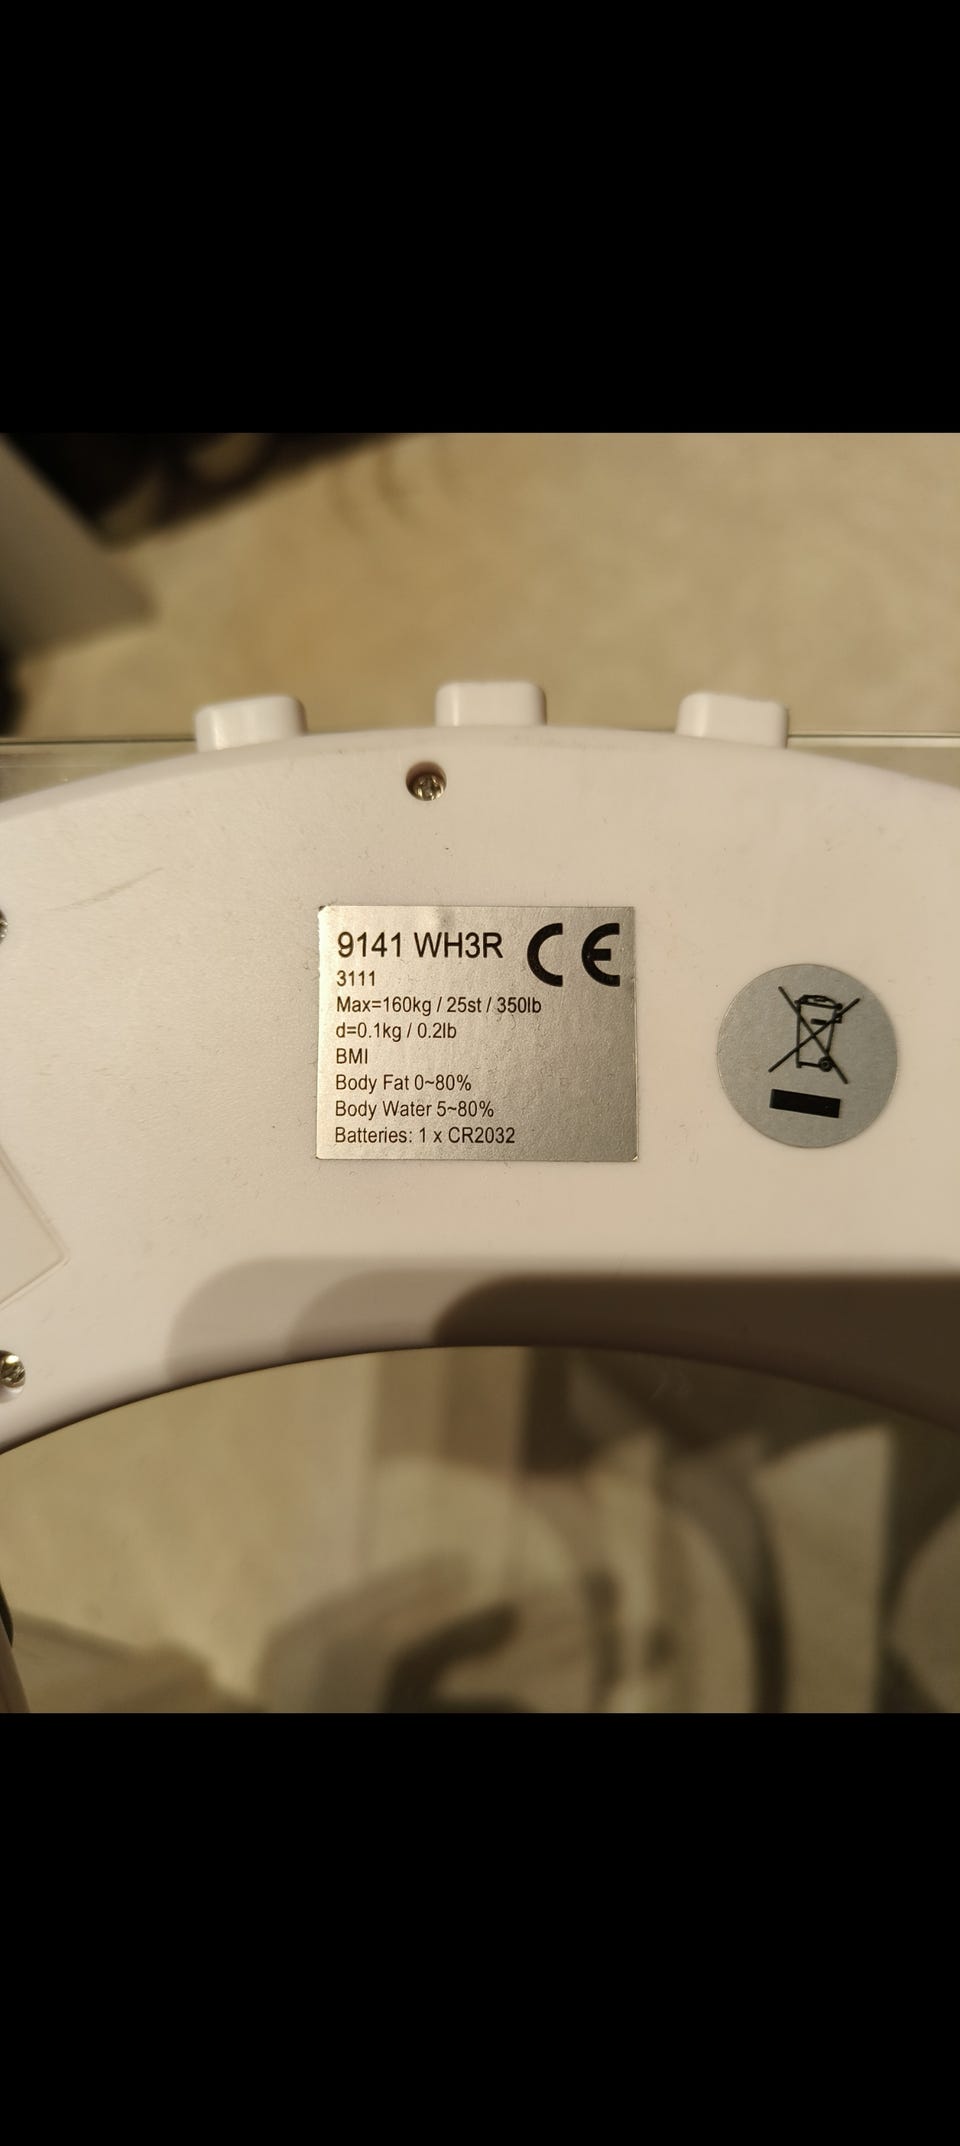 9141 WH3R CE
3111
Max=160kg / 25st / 350lb
d=0.1kg / 0.2lb
BMI
Body Fat 0~80%
Body Water 5~80%
Batteries: 1 x CR2032